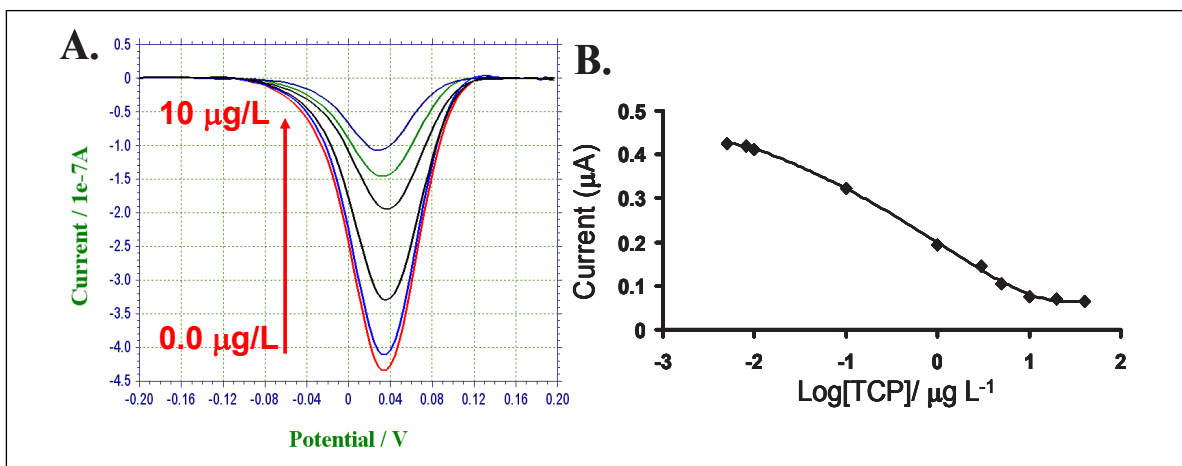 A.
0.5
0
-0.5
-1.0
-1.5
-2.0
-2.5
-3.0
-3.5
-4.0
-4.5
Current / 1e-7A
10 µg/L
0.0 µg/L
-0.20 -0.16 -0.12 -0.08 -0.04 0 0.04 0.08 0.12 0.16 0.20
Potential / V
B.
0.5
0.4
0.3
0.2
0.1
0
Current (µA)
-3 -2 -1 0 1 2
Log[TCP]/ µg L⁻¹